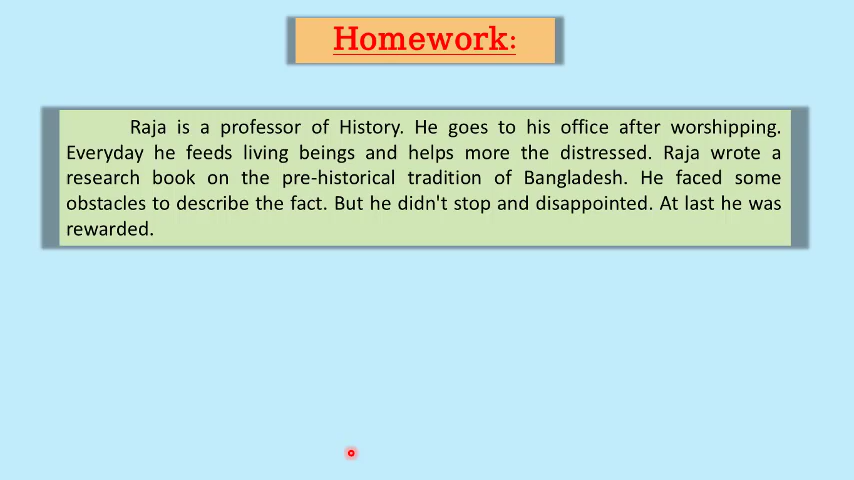 Homework:
Raja is a professor of History. He goes to his office after worshipping.
Everyday he feeds living beings and helps more the distressed. Raja wrote a
research book on the pre-historical tradition of Bangladesh. He faced some
obstacles to describe the fact. But he didn't stop and disappointed. At last he was
rewarded.